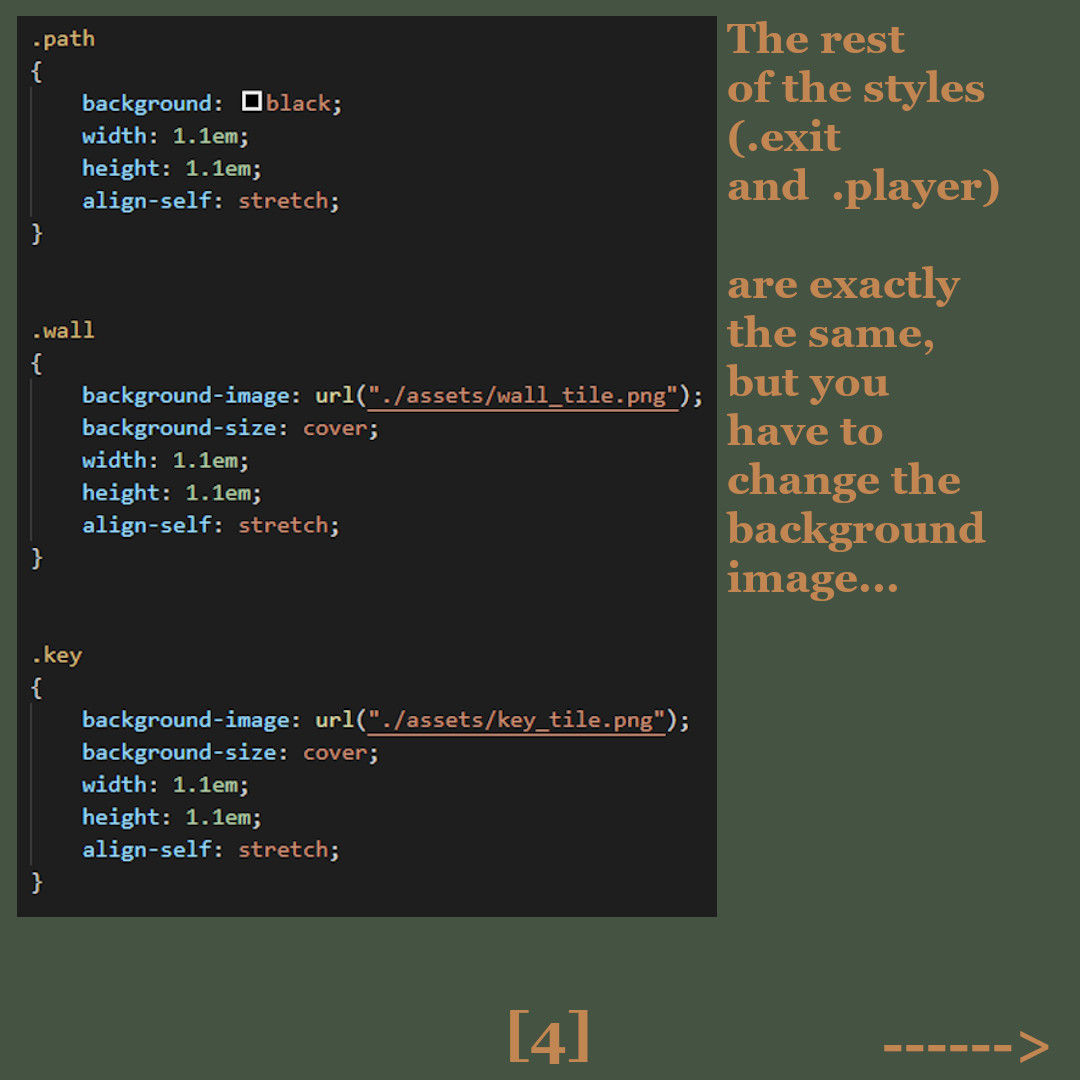 .path
{
background: black;
width: 1.1em;
height: 1.1em;
align-self: stretch;
}
.wall
{
background-image: url("./assets/wall_tile.png");
background-size: cover;
width: 1.1em;
height: 1.1em;
align-self: stretch;
}
.key
{
background-image: url("./assets/key_tile.png");
background-size: cover;
width: 1.1em;
height: 1.1em;
align-self: stretch;
}
The rest
of the styles
(.exit
and .player)
are exactly
the same,
but you
have to
change the
background
image...
[4]
------>